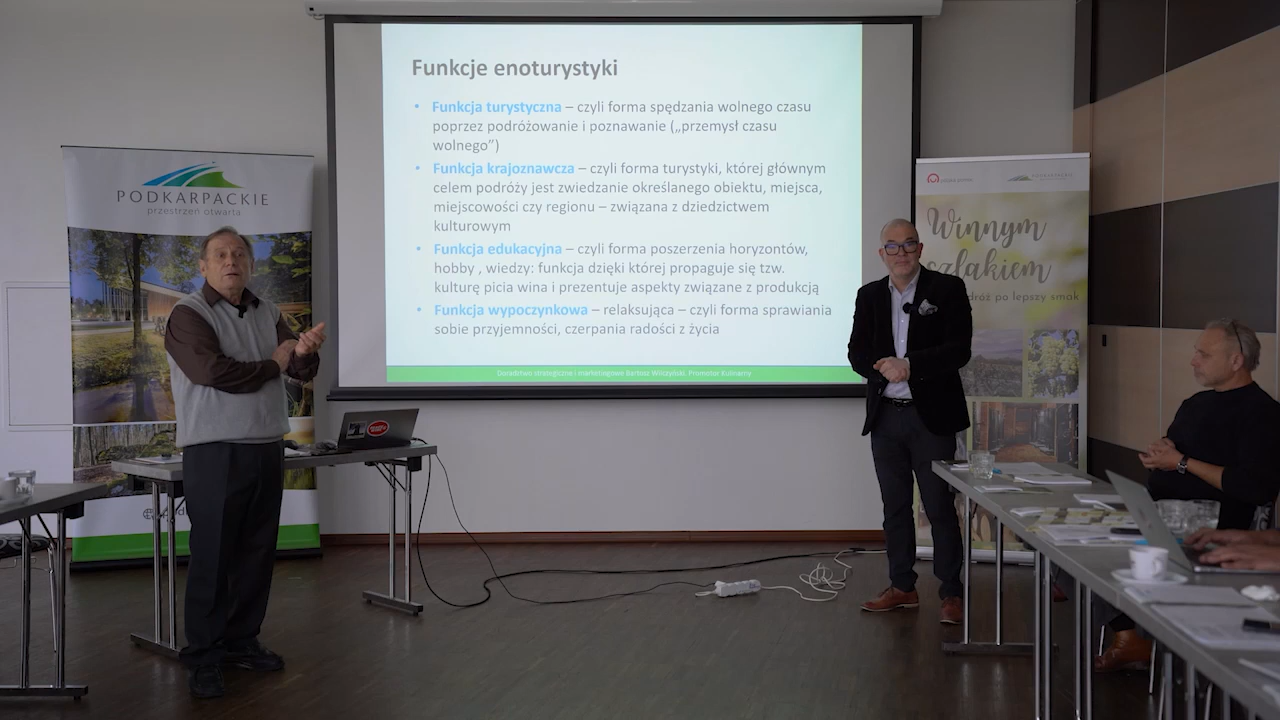 Funkcje enoturystyki
• Funkcja turystyczna – czyli forma spędzania wolnego czasu
poprzez podróżowanie i poznawanie („przemysł czasu
wolnego”)
• Funkcja krajoznawcza – czyli forma turystyki, której głównym
celem podróży jest zwiedzanie określanego obiektu, miejsca,
miejscowości czy regionu – związana z dziedzictwem
kulturowym
• Funkcja edukacyjna – czyli forma poszerzenia horyzontów,
hobby , wiedzy: funkcja dzięki której propaguje się tzw.
kulturę picia wina i prezentuje aspekty związane z produkcją
• Funkcja wypoczynkowa – relaksująca – czyli forma sprawiania
sobie przyjemności, czerpania radości z życia
Doradztwo strategiczne i marketingowe Bartosz Wilczyński. Promotor Kulinarny
PODKARPACKIE
przestrzeń otwarta
PODKARPACKIE
Winnym
szlakiem
dróż po lepszy smak